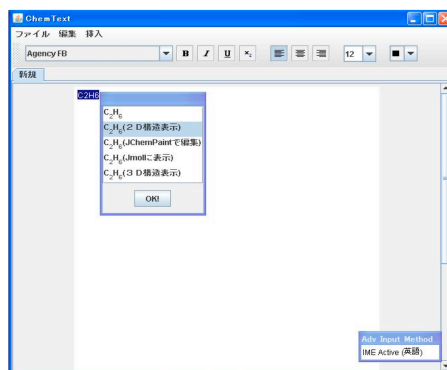 ChemText
ファイル 編集 挿入
Agency FB B I U ×₂ 12
新規
C2H6
C₂H₆
C₂H₆(2D構造表示)
C₂H₆(JChemPaintで編集)
C₂H₆(Jmolに表示)
C₂H₆(3D構造表示)
OK!
Adv Input Method
IME Active (英語)